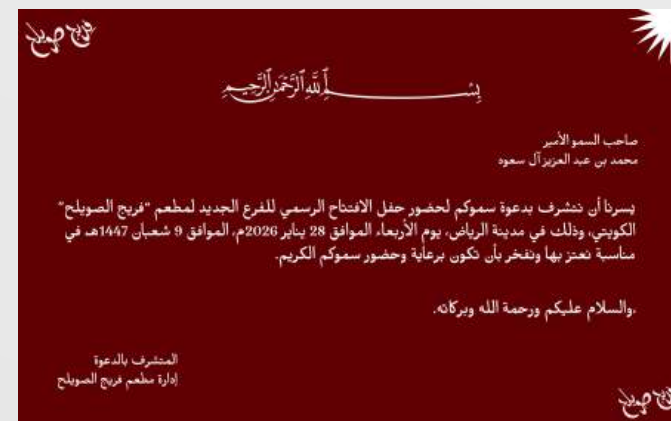 فريج صويلح
بسم الله الرحمن الرحيم
صاحب السمو الأمير
محمد بن عبد العزيز آل سعود
يسرنا أن نتشرف بدعوة سموكم لحضور حفل الافتتاح الرسمي للفرع الجديد لمطعم "فريج الصويلح"
الكويتي، وذلك في مدينة الرياض، يوم الأربعاء الموافق 28 يناير 2026م، الموافق 9 شعبان 1447هـ، في
مناسبة نعتز بها ونفخر بأن تكون برعاية وحضور سموكم الكريم.
،والسلام عليكم ورحمة الله وبركاته.
المتشرف بالدعوة
إدارة مطعم فريج الصويلح
فريج صويلح